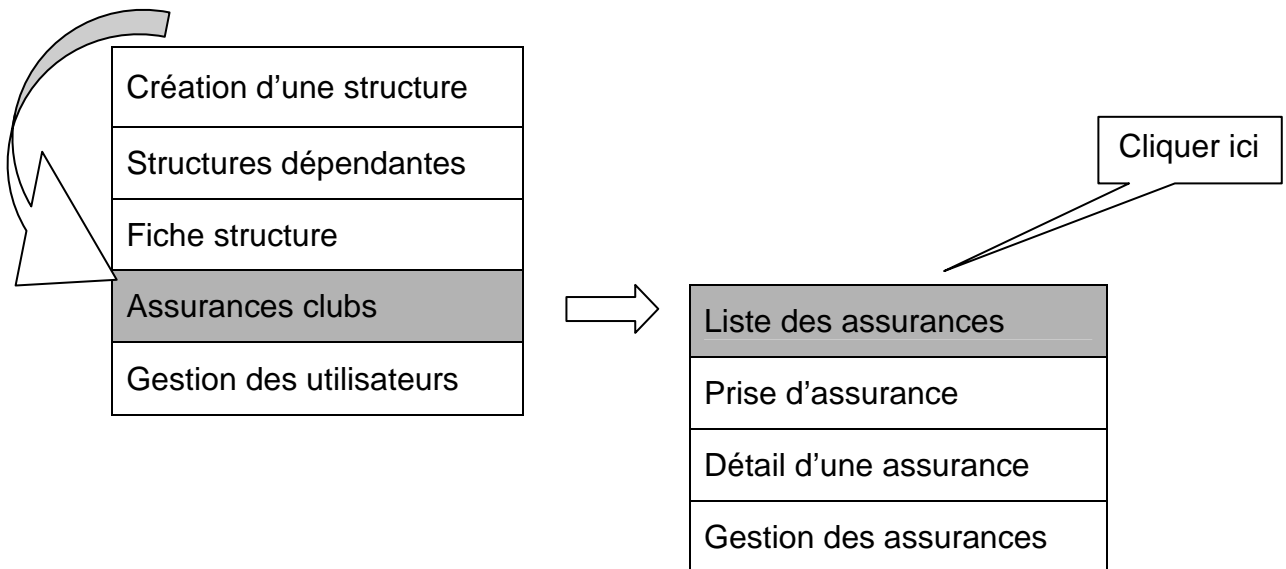 Création d’une structure
Structures dépendantes
Fiche structure
Assurances clubs
Gestion des utilisateurs
Cliquer ici
Liste des assurances
Prise d’assurance
Détail d’une assurance
Gestion des assurances